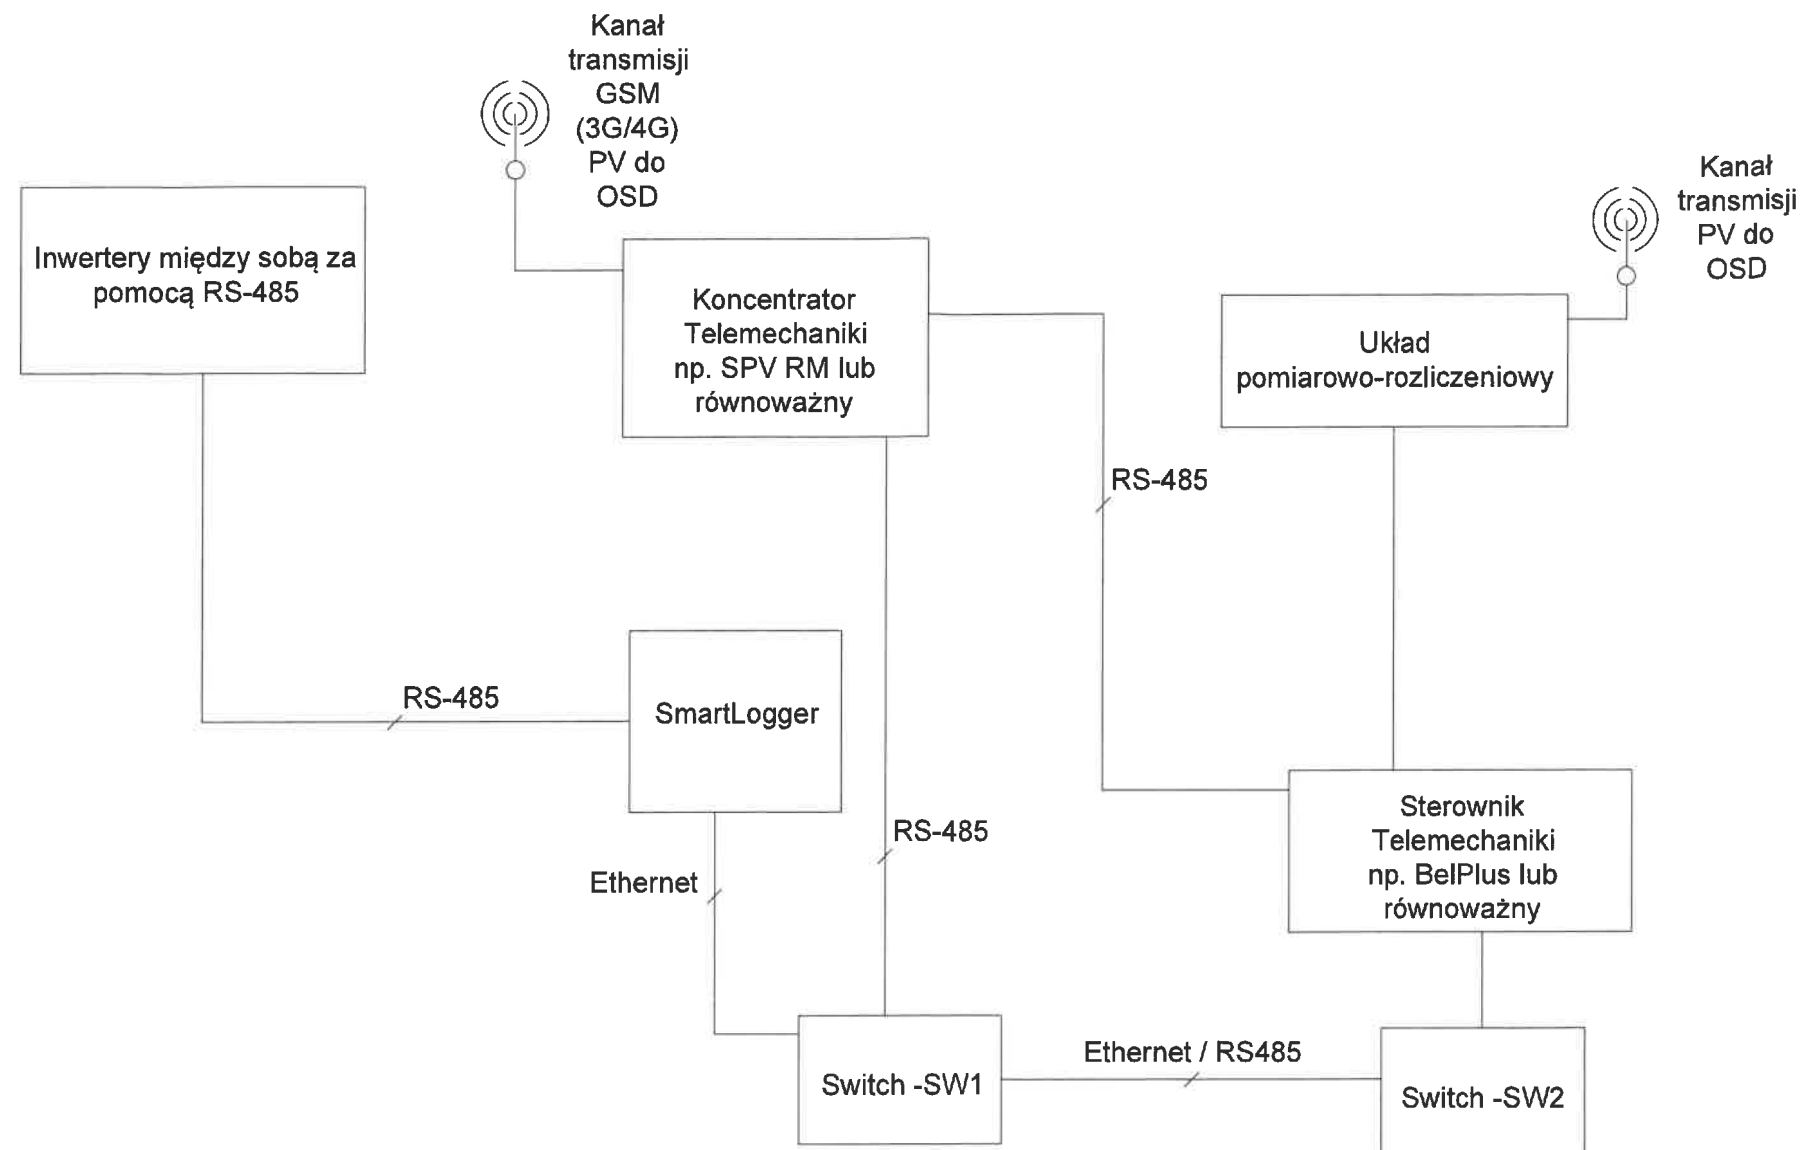 Kanał
transmisji
GSM
(3G/4G)
PV do
OSD
Kanał
transmisji
PV do
OSD
Inwertery między sobą za
pomocą RS-485
Koncentrator
Telemechaniki
np. SPV RM lub
równoważny
Układ
pomiarowo-rozliczeniowy
RS-485
RS-485
SmartLogger
Sterownik
Telemechaniki
np. BelPlus lub
równoważny
RS-485
Ethernet
Ethernet / RS485
Switch -SW1
Switch -SW2